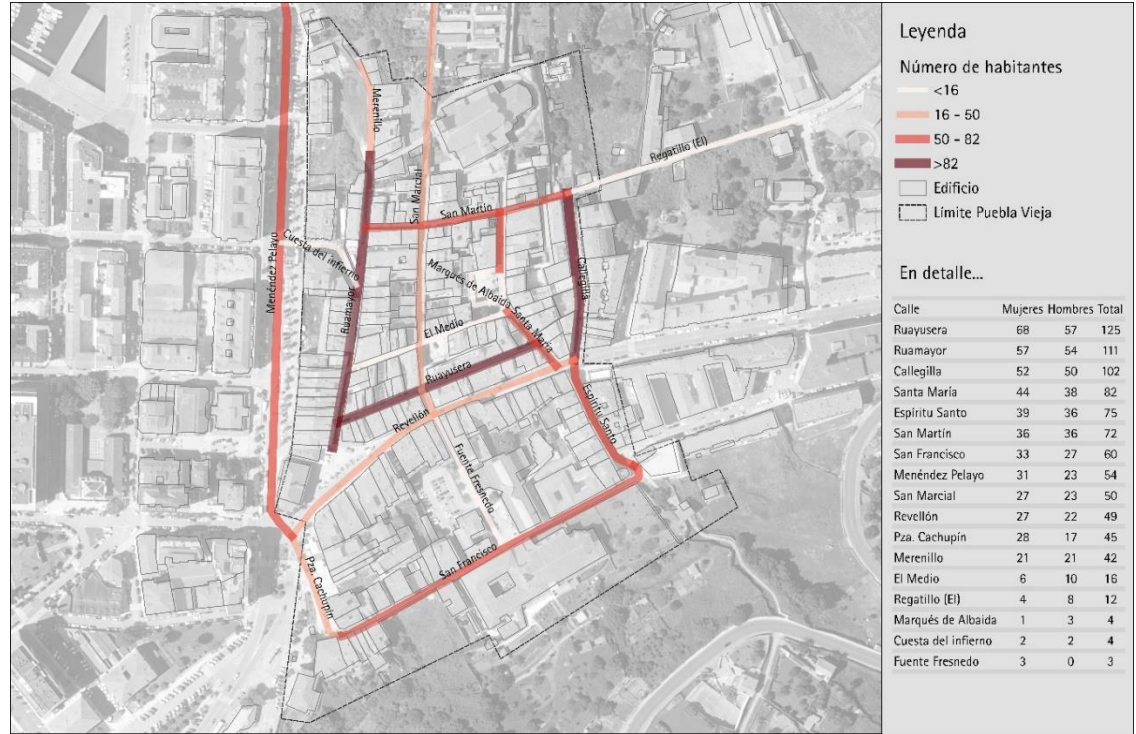 Merenillo
San Marcial
Regatillo (El)
San Martín
Cuesta del infierno
Menéndez Pelayo
Ruamayor
Marqués de Albaida
Santa María
Callegilla
El Medio
Ruayusera
Revellón
Espíritu Santo
Fuente Fresnedo
San Francisco
Pza. Cachupín
Leyenda
Número de habitantes
<16
16 - 50
50 - 82
>82
Edificio
Límite Puebla Vieja
En detalle...
Calle Mujeres Hombres Total
Ruayusera 68 57 125
Ruamayor 57 54 111
Callegilla 52 50 102
Santa María 44 38 82
Espíritu Santo 39 36 75
San Martín 36 36 72
San Francisco 33 27 60
Menéndez Pelayo 31 23 54
San Marcial 27 23 50
Revellón 27 22 49
Pza. Cachupín 28 17 45
Merenillo 21 21 42
El Medio 6 10 16
Regatillo (El) 4 8 12
Marqués de Albaida 1 3 4
Cuesta del infierno 2 2 4
Fuente Fresnedo 3 0 3